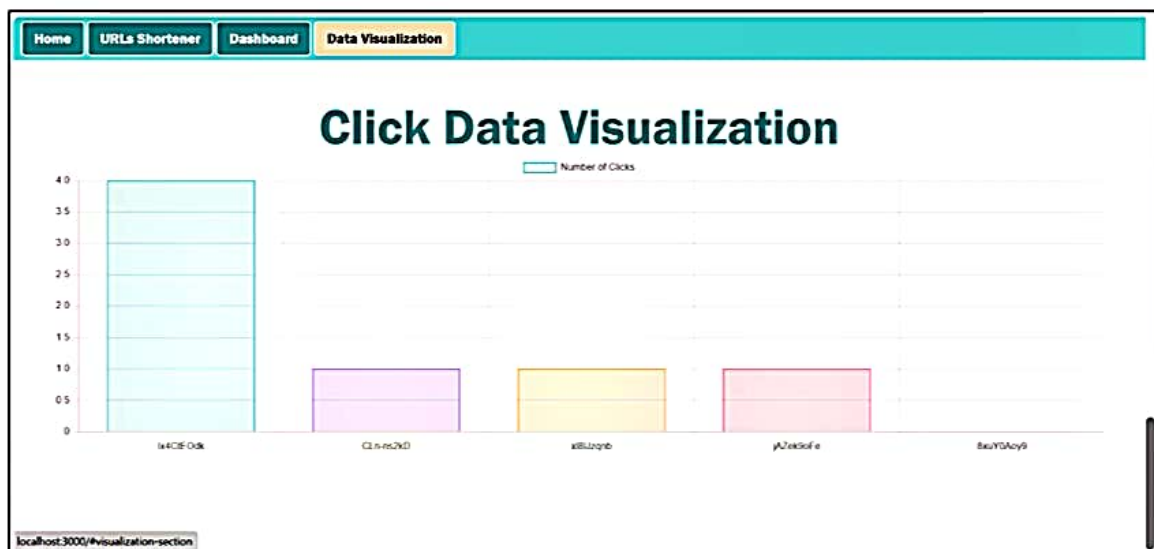 Home URLs Shortener Dashboard Data Visualization
Click Data Visualization
Number of Clicks
4.0
3.5
3.0
2.5
2.0
1.5
1.0
0.5
0
localhost:3000/#visualization-section